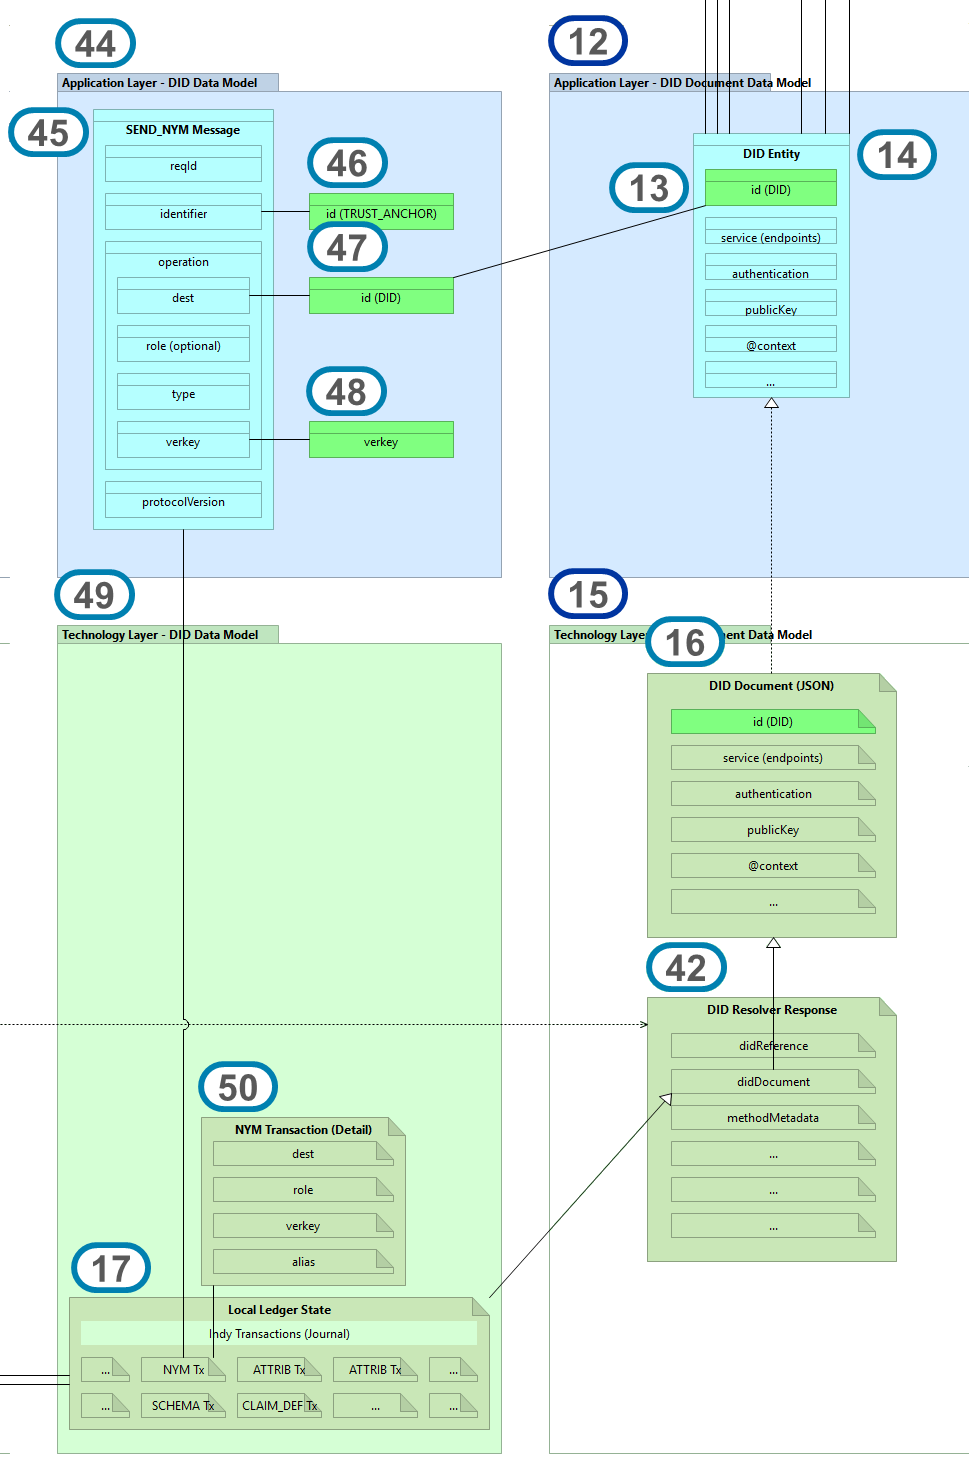 44
Application Layer - DID Data Model
45
SEND_NYM Message
reqId
identifier
operation
dest
role (optional)
type
verkey
protocolVersion
46
id (TRUST_ANCHOR)
47
id (DID)
48
verkey
12
Application Layer - DID Document Data Model
13
14
DID Entity
id (DID)
service (endpoints)
authentication
publicKey
@context
...
49
Technology Layer - DID Data Model
50
NYM Transaction (Detail)
dest
role
verkey
alias
17
Local Ledger State
Indy Transactions (Journal)
...
NYM Tx
ATTRIB Tx
ATTRIB Tx
...
...
SCHEMA Tx
CLAIM_DEF Tx
...
...
15
Technology Laye
ent Data Model
16
DID Document (JSON)
id (DID)
service (endpoints)
authentication
publicKey
@context
...
42
DID Resolver Response
didReference
didDocument
methodMetadata
...
...
...